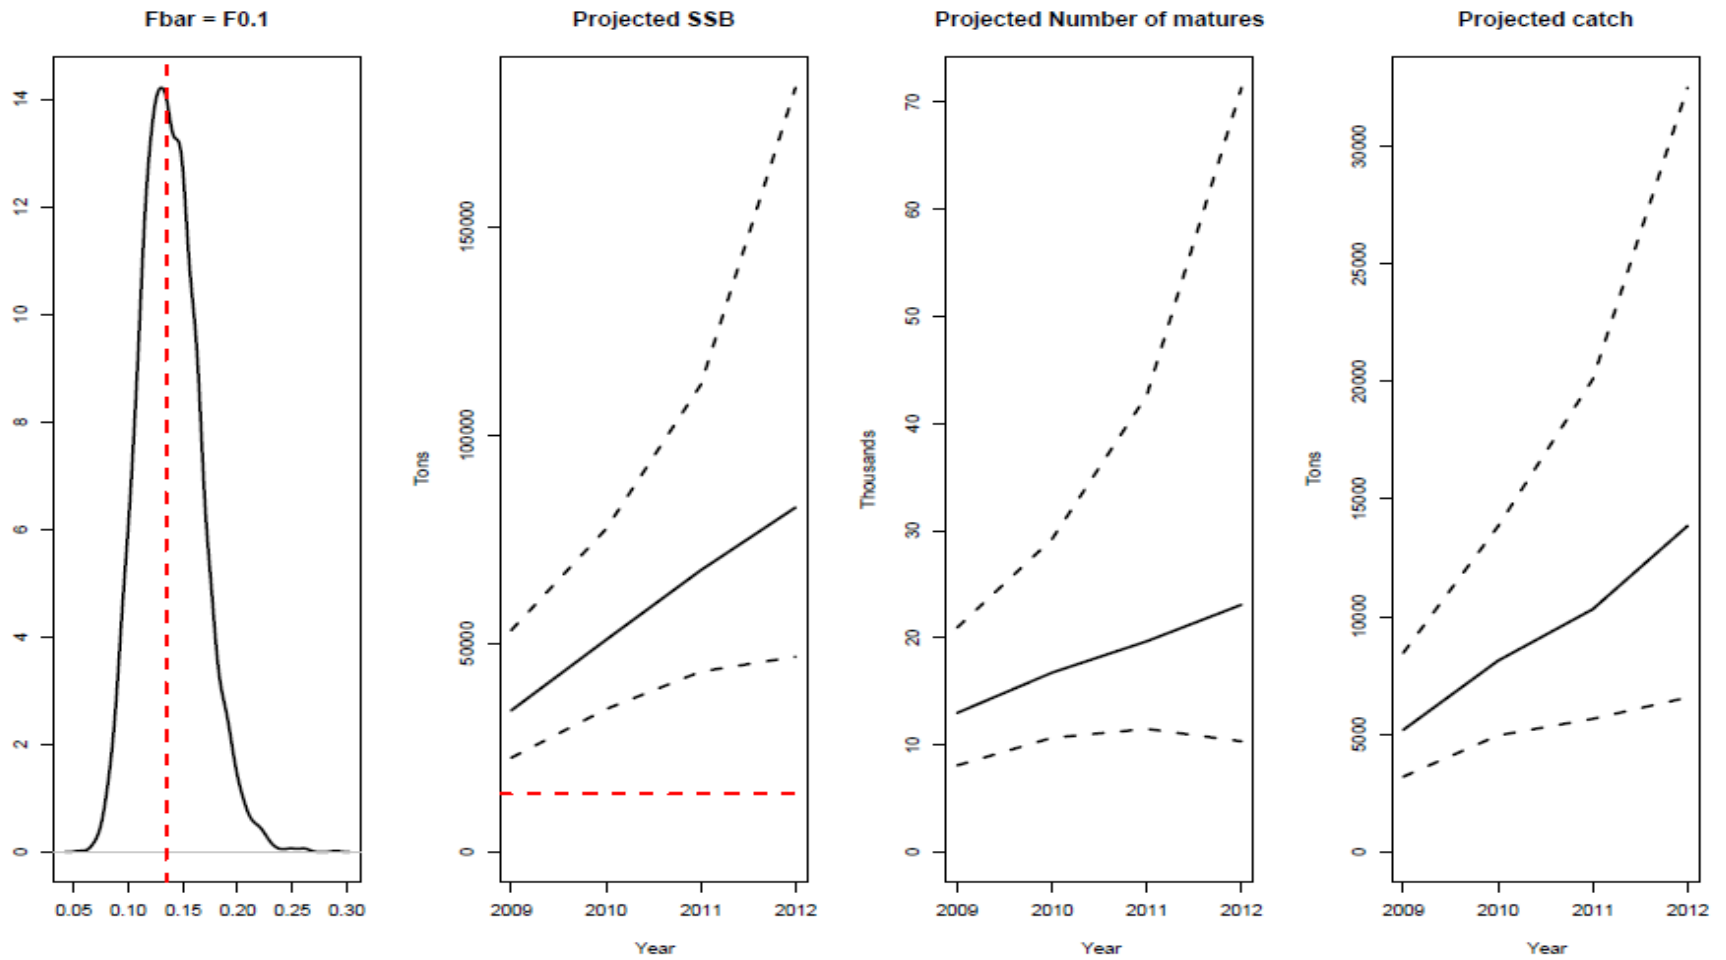 Fbar = F0.1
14
12
10
8
6
4
2
0
0.05 0.10 0.15 0.20 0.25 0.30
Projected SSB
Tons
150000
100000
50000
0
2009 2010 2011 2012
Year
Projected Number of matures
Thousands
70
60
50
40
30
20
10
0
2009 2010 2011 2012
Year
Projected catch
Tons
30000
25000
20000
15000
10000
5000
0
2009 2010 2011 2012
Year